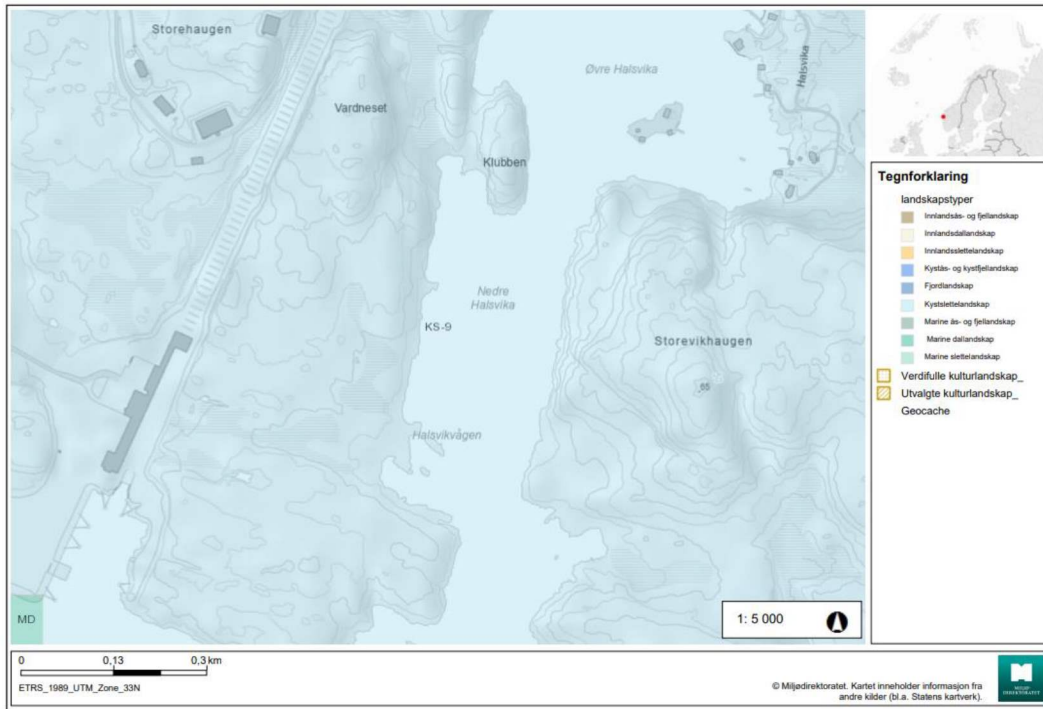 Storehaugen
Øvre Halsvika
Halsvika
Vardneset
Klubben
Nedre
Halsvika
KS-9
Storevikhaugen
65
Halsvikvågen
MD
1: 5 000
Tegnforklaring
landskapstyper
Innlandsås- og fjellandskap
Innlandsdallandskap
Innlandsslettelandskap
Kystås- og kystfjellandskap
Fjordlandskap
Kystslettelandskap
Marine ås- og fjellandskap
Marine dallandskap
Marine slettelandskap
Verdifulle kulturlandskap_
Utvalgte kulturlandskap_
Geocache
0 0,13 0,3 km
ETRS_1989_UTM_Zone_33N
© Miljødirektoratet. Kartet inneholder informasjon fra
andre kilder (bl.a. Statens kartverk).
MILJØ-
DIREKTORATET